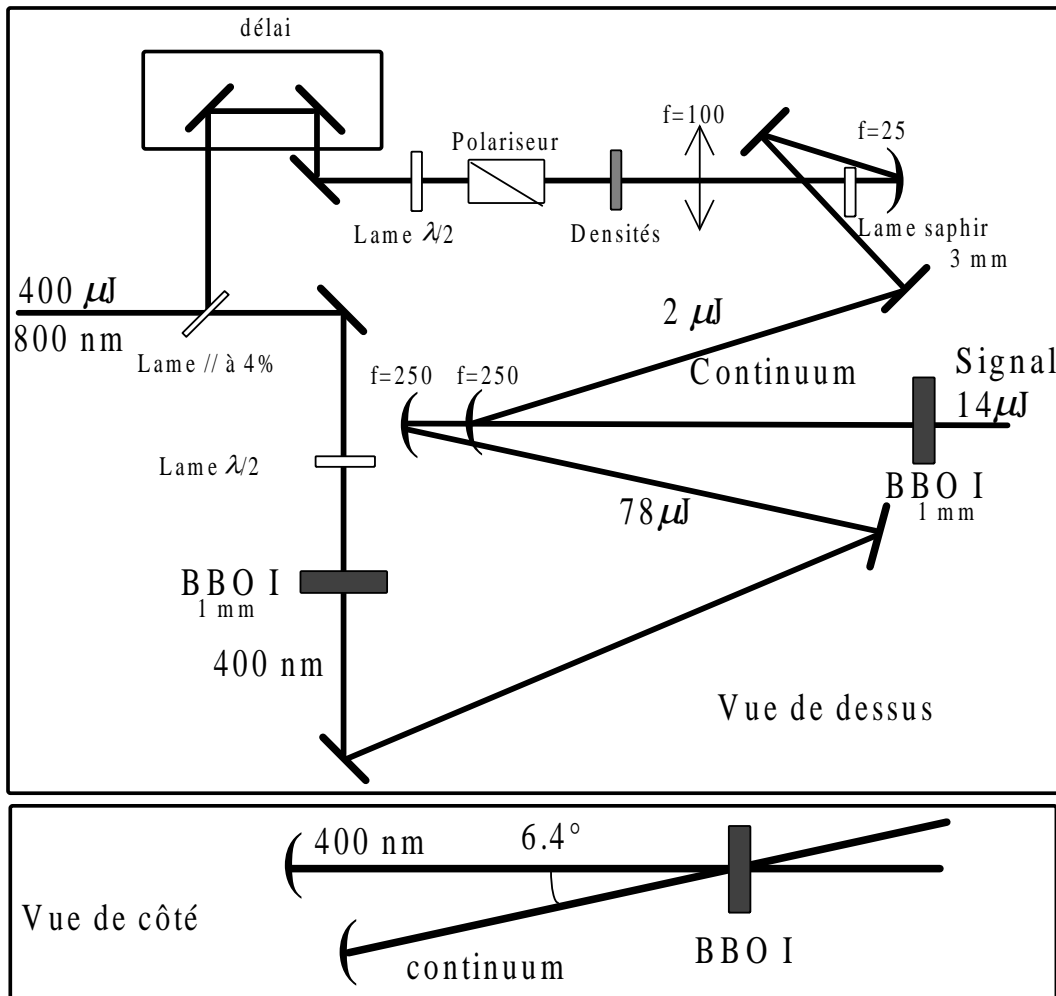 délai
f=100
f=25
Polariseur
Lame λ/2
Densités
Lame saphir
3 mm
400 μJ
800 nm
Lame // à 4%
2 μJ
Continuum
Signal
14μJ
f=250 f=250
Lame λ/2
78μJ
BBO I
1 mm
BBO I
1 mm
400 nm
Vue de dessus
400 nm
6.4°
Vue de côté
continuum
BBO I